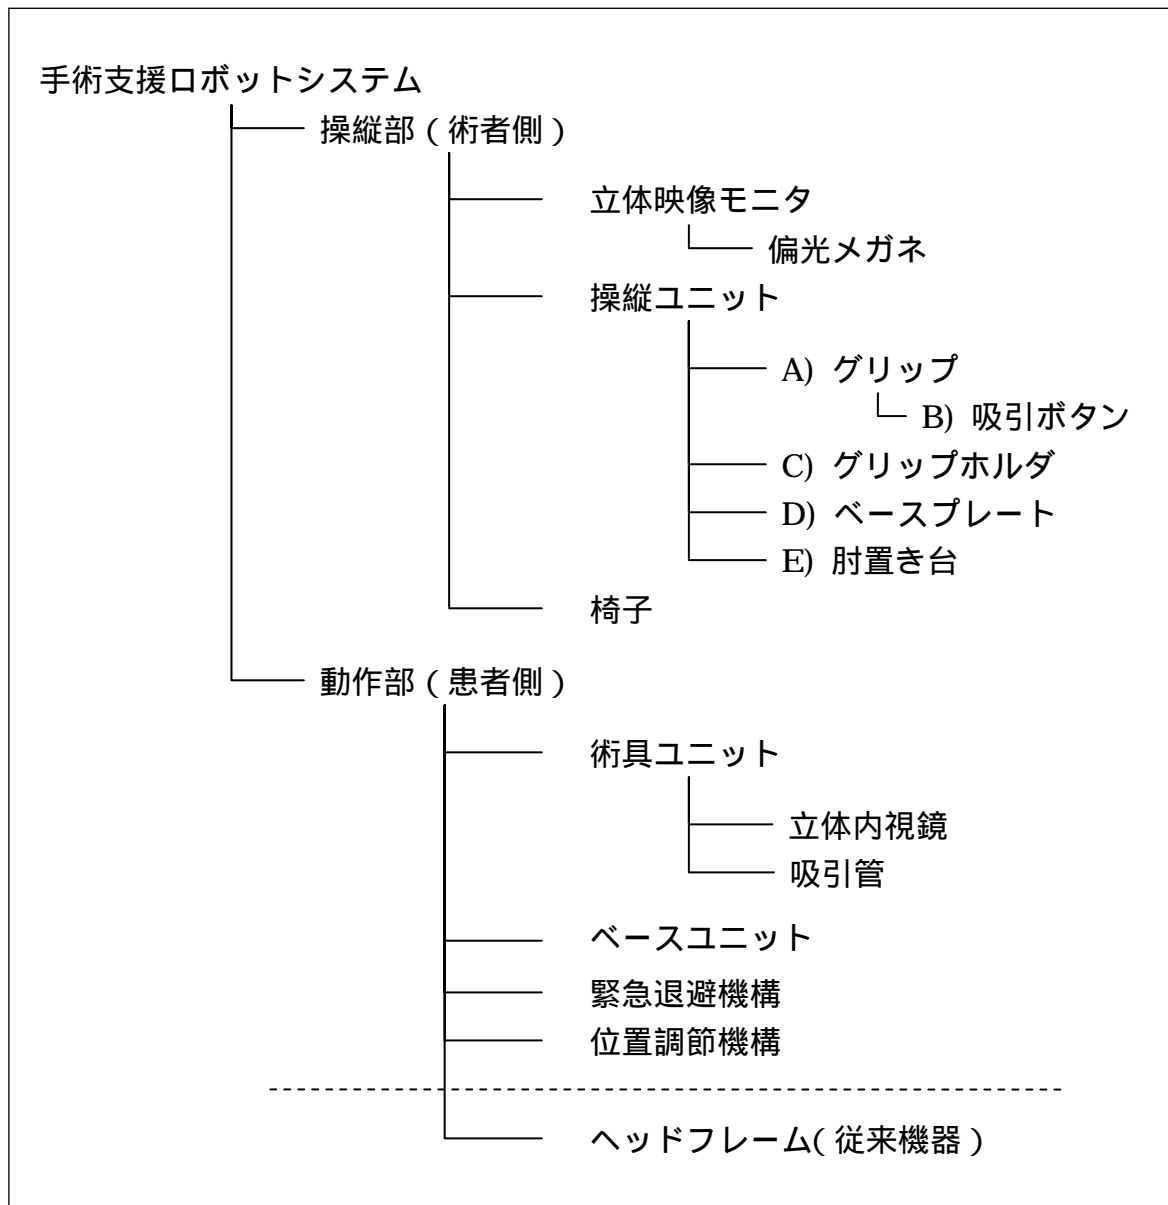 手術支援ロボットシステム
操縦部(術者側)
立体映像モニタ
偏光メガネ
操縦ユニット
A) グリップ
B) 吸引ボタン
C) グリップホルダ
D) ベースプレート
E) 肘置き台
椅子
動作部(患者側)
術具ユニット
立体内視鏡
吸引管
ベースユニット
緊急退避機構
位置調節機構
ヘッドフレーム(従来機器)